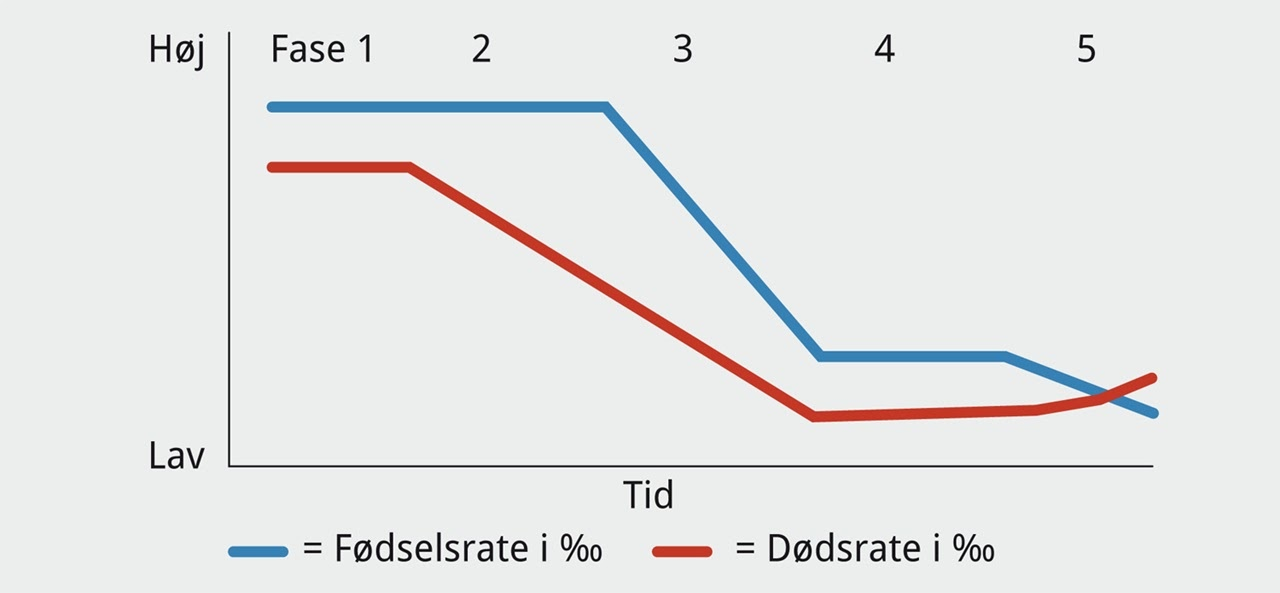 Høj Fase 1 2 3 4 5
Lav
Tid
= Fødselsrate i ‰ = Dødsrate i ‰